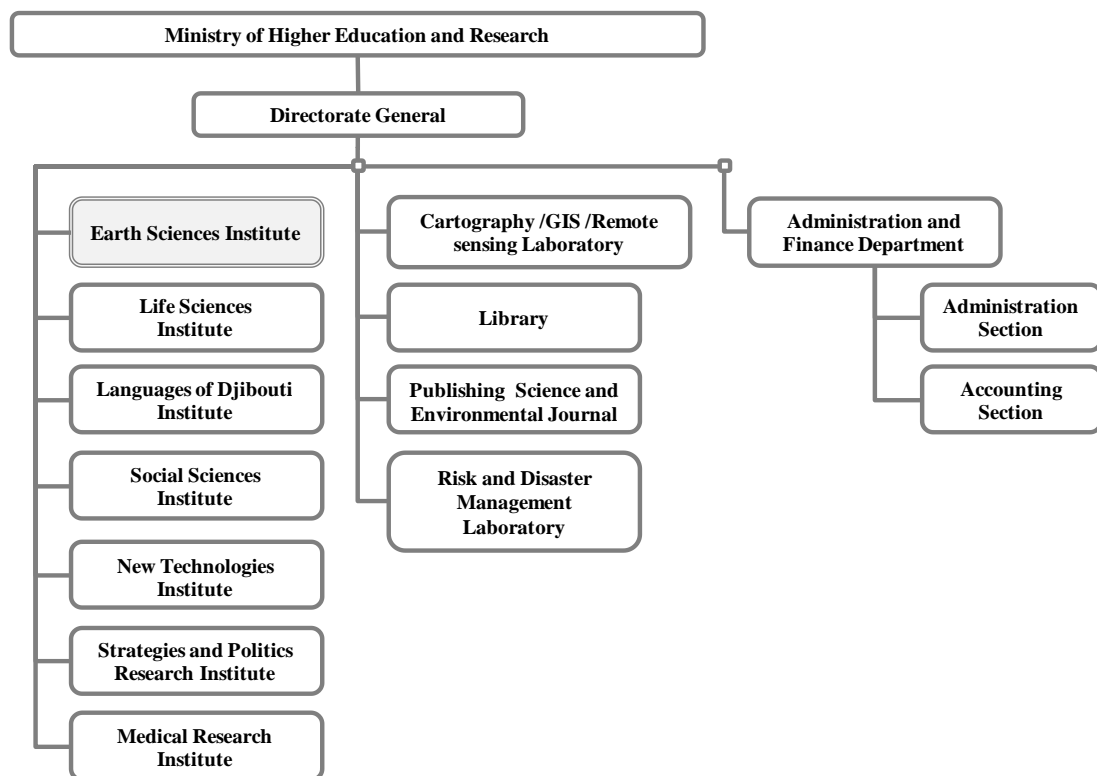 Ministry of Higher Education and Research
Directorate General
Earth Sciences Institute
Life Sciences
Institute
Languages of Djibouti
Institute
Social Sciences
Institute
New Technologies
Institute
Strategies and Politics
Research Institute
Medical Research
Institute
Cartography /GIS /Remote
sensing Laboratory
Library
Publishing Science and
Environmental Journal
Risk and Disaster
Management
Laboratory
Administration and
Finance Department
Administration
Section
Accounting
Section